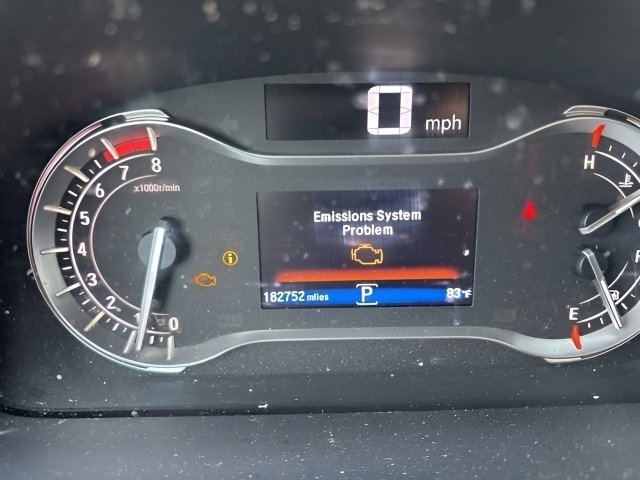 0 mph
8
7
6
x1000r/min
5
4
3
2
1
0
Emissions System
Problem
i
182752 miles P 83°F
H
C
F
E